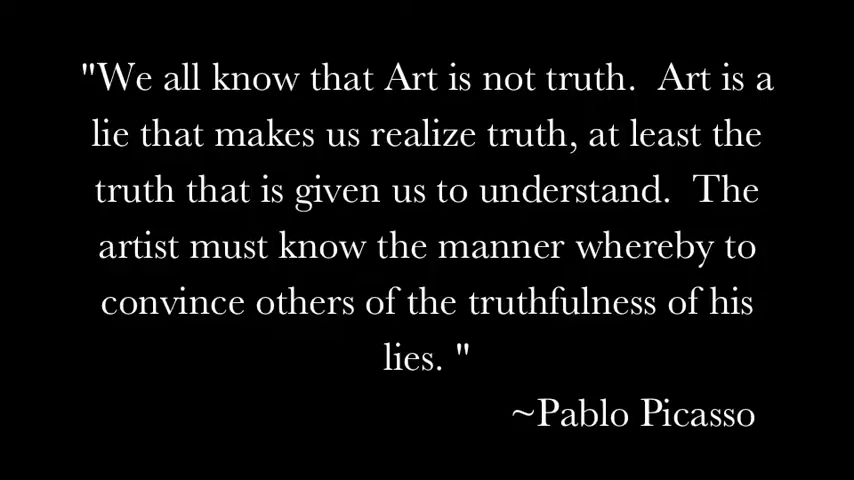 "We all know that Art is not truth.  Art is a
lie that makes us realize truth, at least the
truth that is given us to understand.  The
artist must know the manner whereby to
convince others of the truthfulness of his
lies. "
~Pablo Picasso